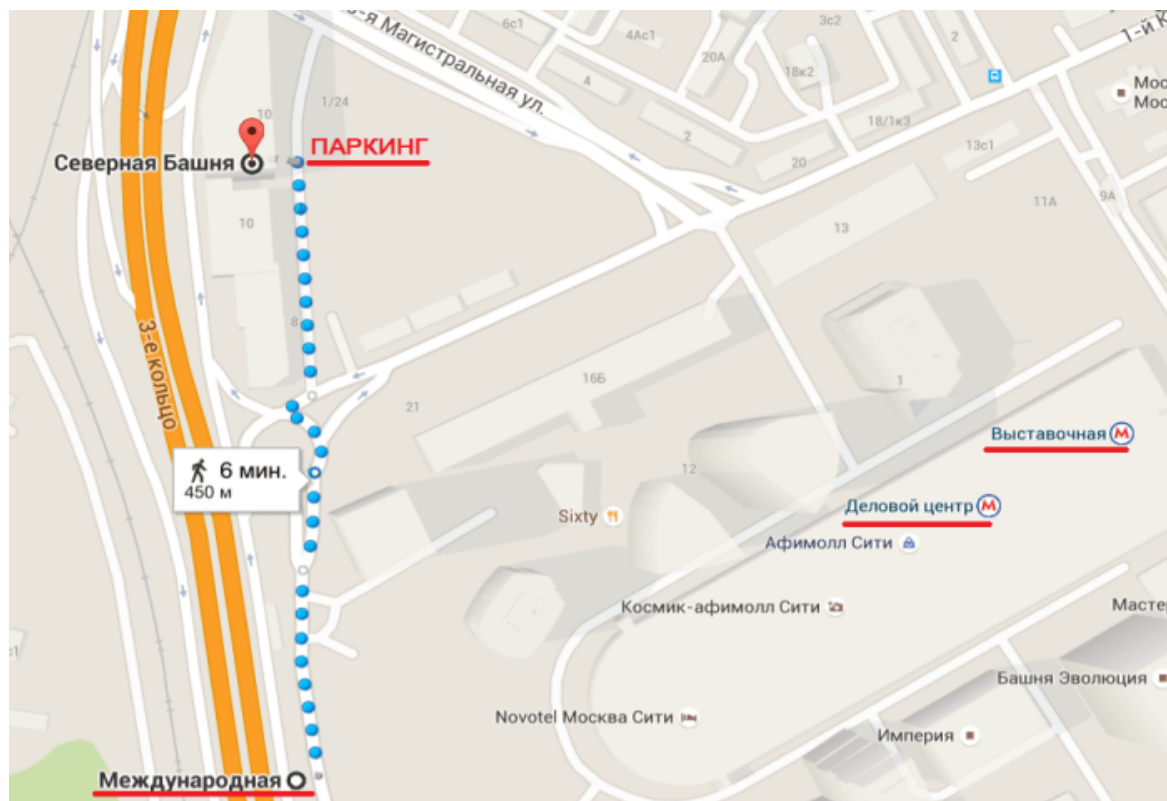 6с1
3с2
4Ас1
20А
18к2
2
1-й К
4
Мос
Мос
1/24
10
18/1к3
2
20
13с1
-я Магистральная ул.
ПАРКИНГ
Северная Башня
10
13
11А
9А
8
3-е кольцо
16Б
1
21
Выставочная
12
6 мин.
450 м
Деловой центр
Sixty
Афимолл Сити
Космик-афимолл Сити
Масте
с1
Башня Эволюция
Novotel Москва Сити
Империя
Международная